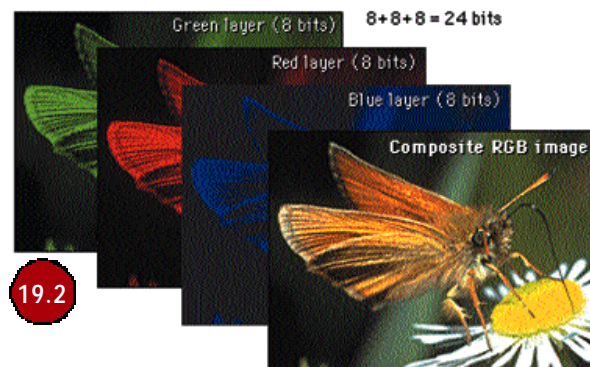 Green layer (8 bits)
8+8+8 = 24 bits
Red layer (8 bits)
Blue layer (8 bits)
Composite RGB image
19.2